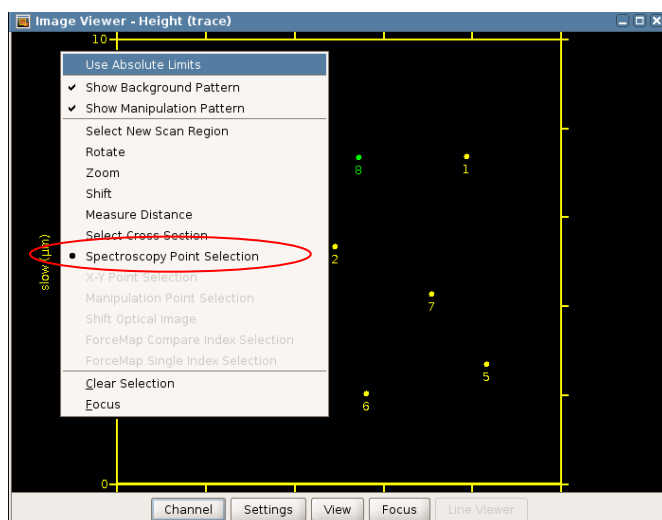 Image Viewer - Height (trace)
10
Use Absolute Limits
Show Background Pattern
Show Manipulation Pattern
Select New Scan Region
Rotate
Zoom
Shift
Measure Distance
Select Cross Section
Spectroscopy Point Selection
X-Y Point Selection
Manipulation Point Selection
Shift Optical Image
ForceMap Compare Index Selection
ForceMap Single Index Selection
Clear Selection
Focus
8
1
2
7
5
6
slow (µm)
0
Channel Settings View Focus Line Viewer